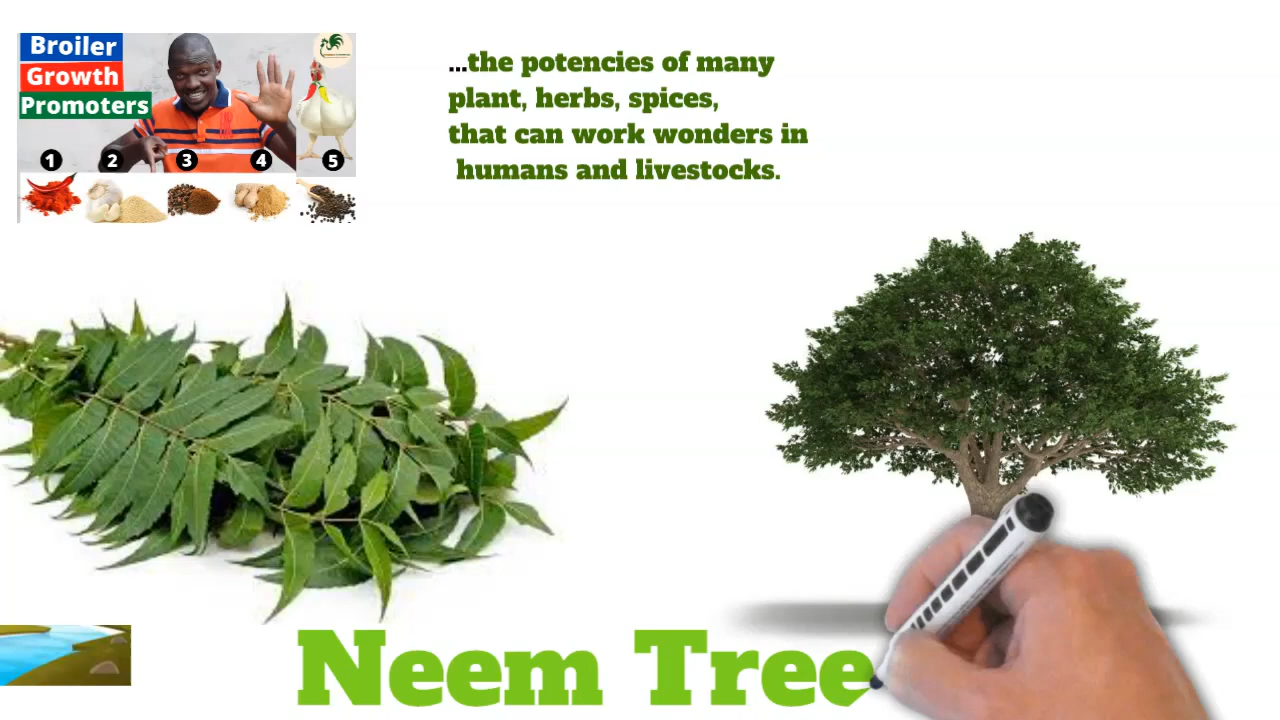 Broiler
Growth
Promoters
1 2 3 4 5
...the potencies of many
plant, herbs, spices,
that can work wonders in
humans and livestocks.
Neem Tree